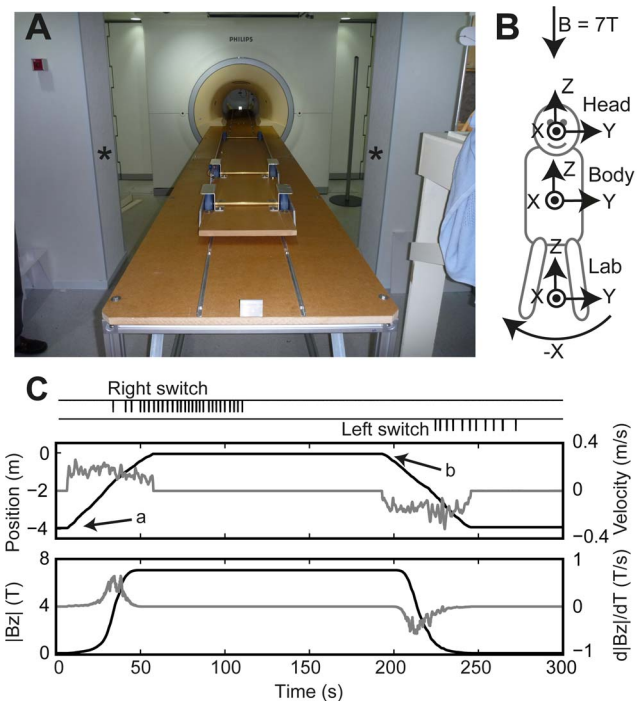 A
PHILIPS
*
*
B
B = 7T
Z
Head
X
Y
Z
Body
X
Y
Z
Lab
X
Y
-X
C
Right switch
Left switch
Position (m)
0
−2
−4
a
b
0.4
0
−0.4
Velocity (m/s)
|Bz| (T)
8
4
0
1
0
−1
d|Bz|/dT (T/s)
0
50
100
150
200
250
300
Time (s)